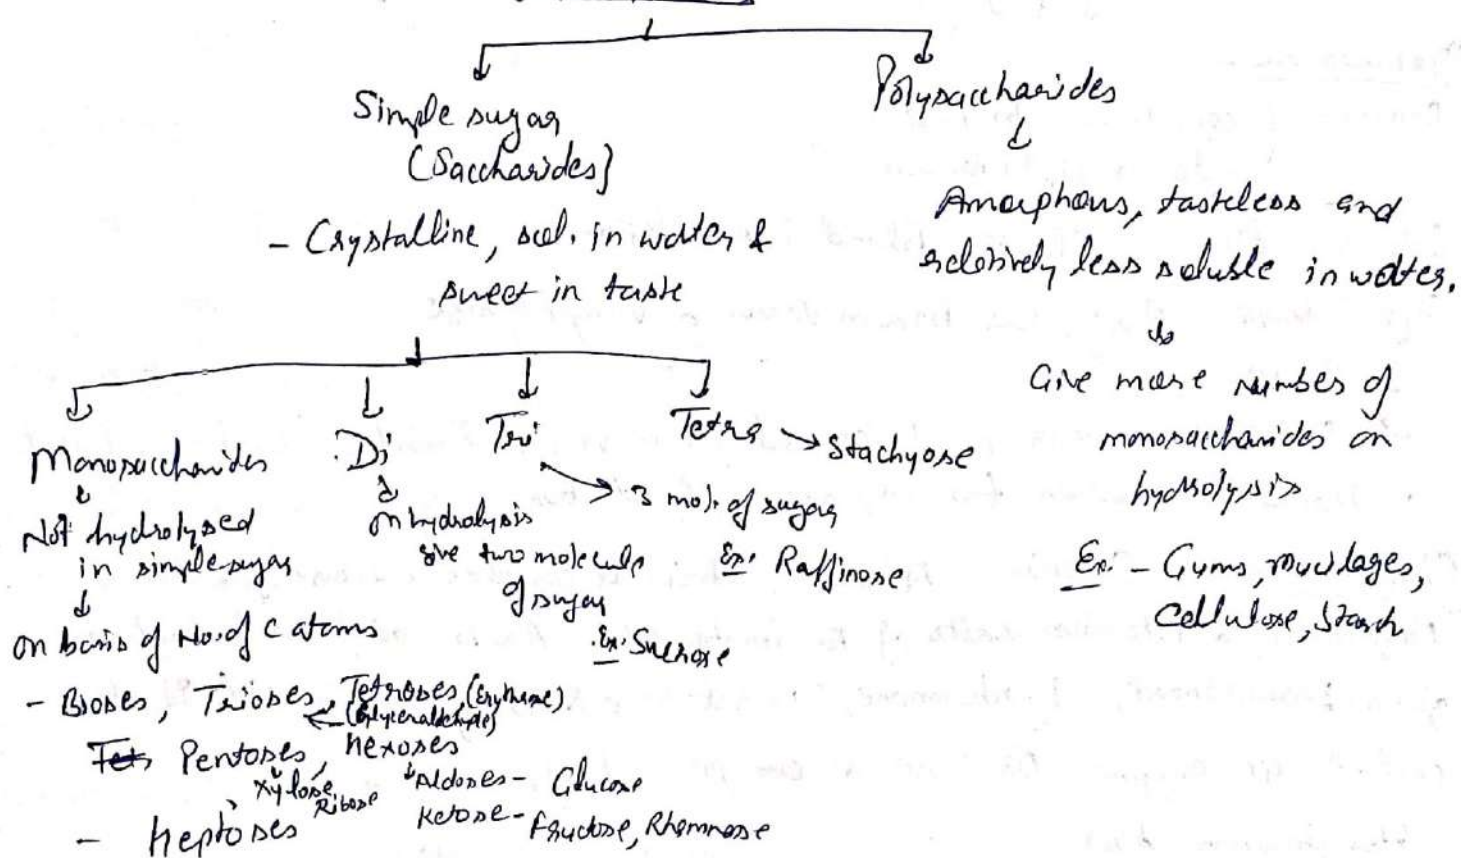 Simple sugar
(Saccharides)
- Crystalline, sol. in water &
sweet in taste
Polysaccharides
Amorphous, tasteless and
relatively less soluble in water.
Give more number of
monosaccharides on
hydrolysis
Ex: - Gums, mucilages,
Cellulose, Starch
Monosaccharides
Not hydrolysed
in simple sugar
on basis of No. of C atoms
- Bioses, Trioses, Tetroses, (Erythrose)
(Glyceraldehyde)
Pentoses, hexoses
Xylose, Ribose
Aldoses - Glucose
Ketose - Fructose, Rhamnose
- Heptoses
Di
on hydrolysis
give two molecule
of sugar
Ex: Sucrose
Tri
3 mol. of sugars
Ex: Raffinose
Tetra → Stachyose